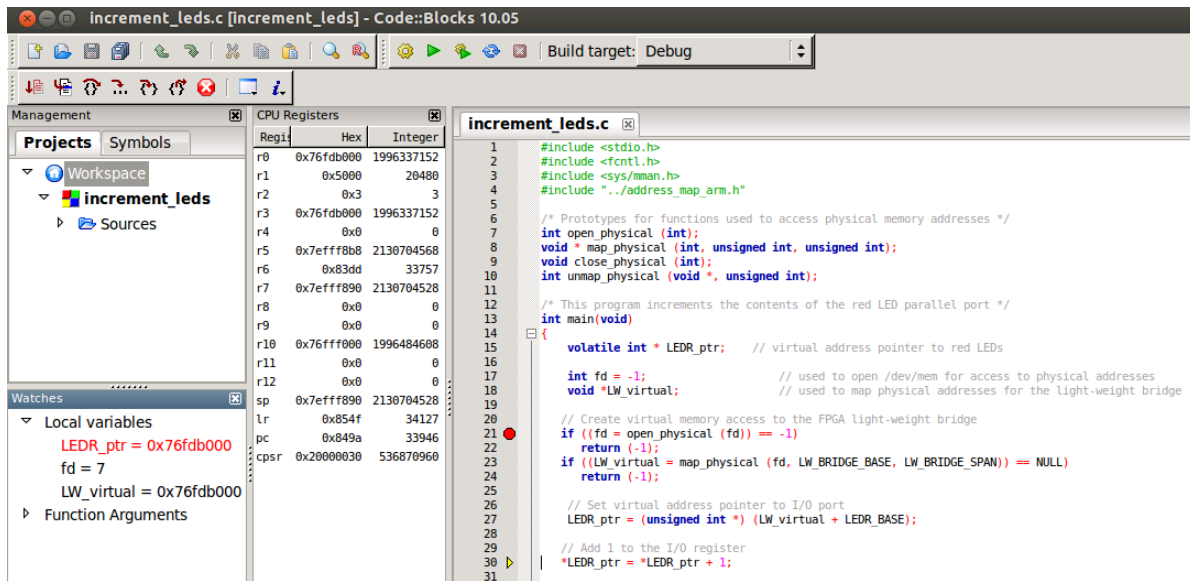 increment_leds.c [increment_leds] - Code::Blocks 10.05
Build target: Debug
Management
Projects Symbols
Workspace
increment_leds
Sources
Watches
Local variables
LEDR_ptr = 0x76fdb000
fd = 7
LW_virtual = 0x76fdb000
Function Arguments
CPU Registers
Regis Hex Integer
r0 0x76fdb000 1996337152
r1 0x5000 20480
r2 0x3 3
r3 0x76fdb000 1996337152
r4 0x0 0
r5 0x7efff8b8 2130704568
r6 0x83dd 33757
r7 0x7efff890 2130704528
r8 0x0 0
r9 0x0 0
r10 0x76fff000 1996484608
r11 0x0 0
r12 0x0 0
sp 0x7efff890 2130704528
lr 0x854f 34127
pc 0x849a 33946
cpsr 0x20000030 536870960
increment_leds.c
1 #include <stdio.h>
2 #include <fcntl.h>
3 #include <sys/mman.h>
4 #include "../address_map_arm.h"
5
6 /* Prototypes for functions used to access physical memory addresses */
7 int open_physical (int);
8 void * map_physical (int, unsigned int, unsigned int);
9 void close_physical (int);
10 int unmap_physical (void *, unsigned int);
11
12 /* This program increments the contents of the red LED parallel port */
13 int main(void)
14 {
15 volatile int * LEDR_ptr; // virtual address pointer to red LEDs
16
17 int fd = -1; // used to open /dev/mem for access to physical addresses
18 void *LW_virtual; // used to map physical addresses for the light-weight bridge
19
20 // Create virtual memory access to the FPGA light-weight bridge
21 if ((fd = open_physical (fd)) == -1)
22 return (-1);
23 if ((LW_virtual = map_physical (fd, LW_BRIDGE_BASE, LW_BRIDGE_SPAN)) == NULL)
24 return (-1);
25
26 // Set virtual address pointer to I/O port
27 LEDR_ptr = (unsigned int *) (LW_virtual + LEDR_BASE);
28
29 // Add 1 to the I/O register
30 *LEDR_ptr = *LEDR_ptr + 1;
31